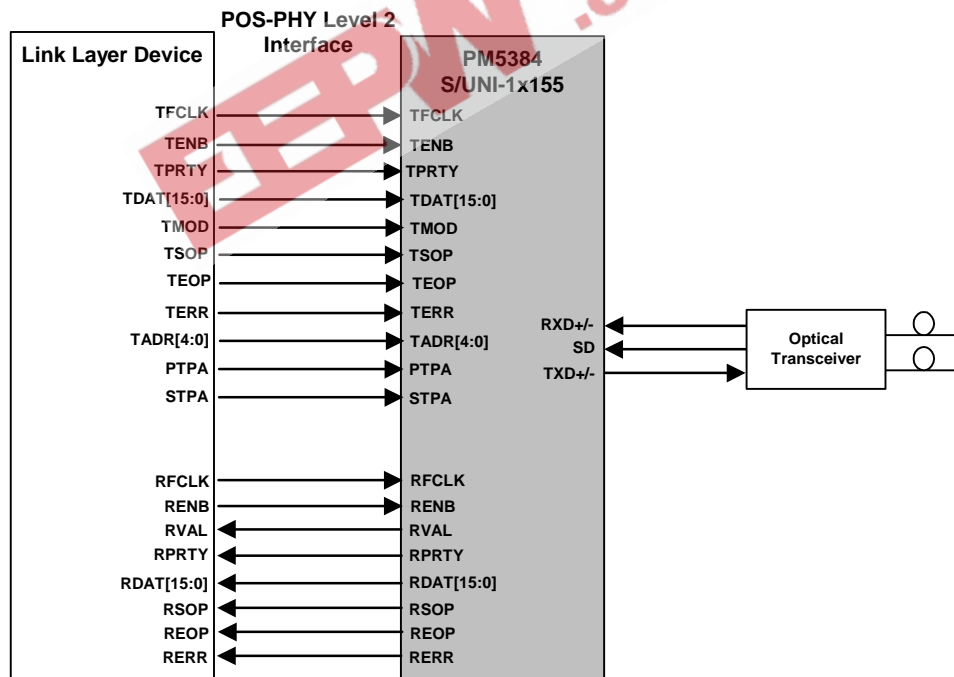 POS-PHY Level 2
Interface
Link Layer Device
PM5384
S/UNI-1x155
TFCLK TFCLK
TENB TENB
TPRTY TPRTY
TDAT[15:0] TDAT[15:0]
TMOD TMOD
TSOP TSOP
TEOP TEOP
TERR TERR
TADR[4:0] TADR[4:0]
PTPA PTPA
STPA STPA
RXD+/-
SD
TXD+/-
Optical
Transceiver
RFCLK RFCLK
RENB RENB
RVAL RVAL
RPRTY RPRTY
RDAT[15:0] RDAT[15:0]
RSOP RSOP
REOP REOP
RERR RERR